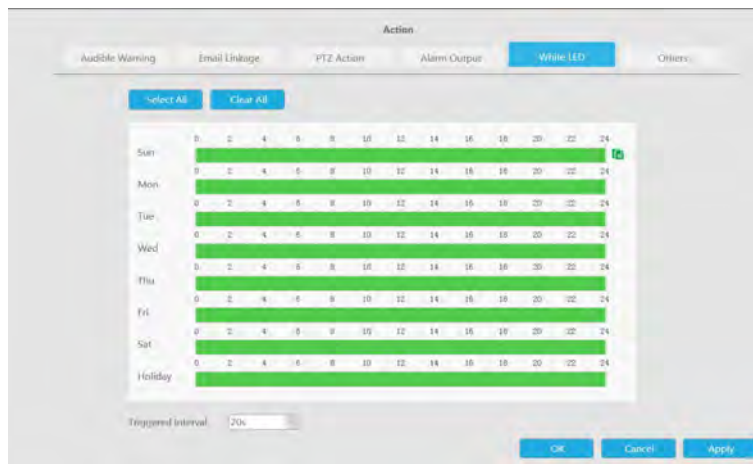 Action
Audible Warning Email Linkage PTZ Action Alarm Output White LED Others
Select All Clear All
0 2 4 6 8 10 12 14 16 18 20 22 24
Sun
0 2 4 6 8 10 12 14 16 18 20 22 24
Mon
0 2 4 6 8 10 12 14 16 18 20 22 24
Tue
0 2 4 6 8 10 12 14 16 18 20 22 24
Wed
0 2 4 6 8 10 12 14 16 18 20 22 24
Thu
0 2 4 6 8 10 12 14 16 18 20 22 24
Fri
0 2 4 6 8 10 12 14 16 18 20 22 24
Sat
0 2 4 6 8 10 12 14 16 18 20 22 24
Holiday
Triggered interval 20s
OK Cancel Apply